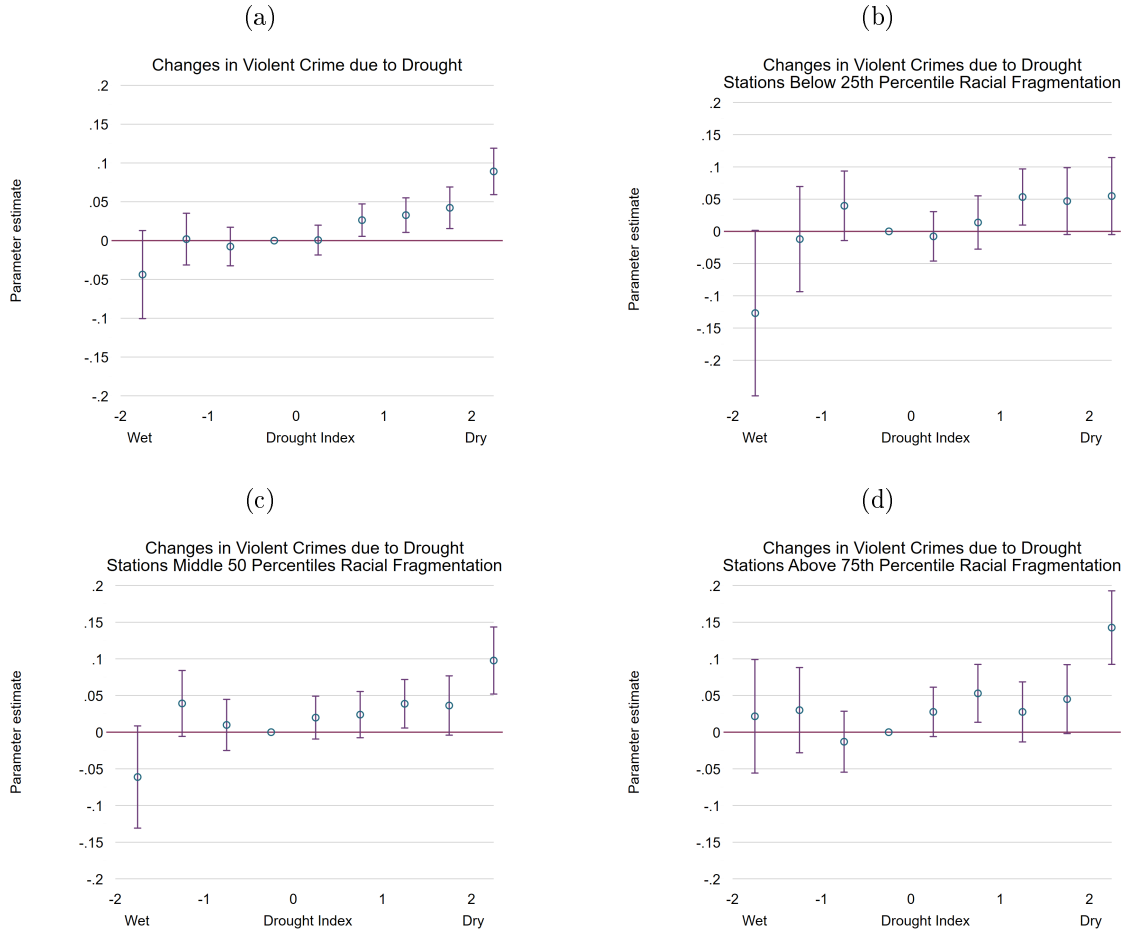 (a)
Changes in Violent Crime due to Drought
.2
.15
.1
.05
0
-.05
-.1
-.15
-.2
Parameter estimate
-2 -1 0 1 2
Wet Drought Index Dry
(b)
Changes in Violent Crimes due to Drought
Stations Below 25th Percentile Racial Fragmentation
.2
.15
.1
.05
0
-.05
-.1
-.15
-.2
Parameter estimate
-2 -1 0 1 2
Wet Drought Index Dry
(c)
Changes in Violent Crimes due to Drought
Stations Middle 50 Percentiles Racial Fragmentation
.2
.15
.1
.05
0
-.05
-.1
-.15
-.2
Parameter estimate
-2 -1 0 1 2
Wet Drought Index Dry
(d)
Changes in Violent Crimes due to Drought
Stations Above 75th Percentile Racial Fragmentation
.2
.15
.1
.05
0
-.05
-.1
-.15
-.2
Parameter estimate
-2 -1 0 1 2
Wet Drought Index Dry